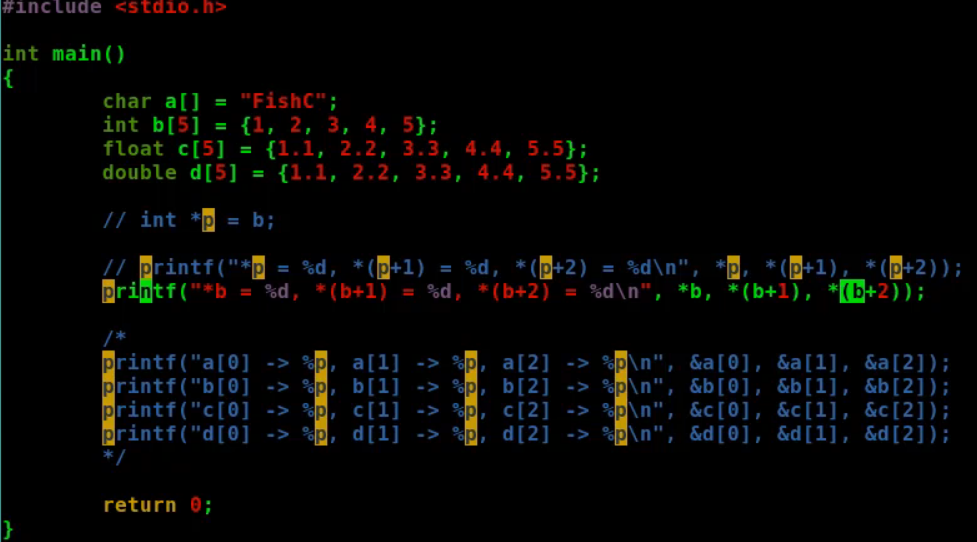 #include <stdio.h>
int main()
{
char a[] = "FishC";
int b[5] = {1, 2, 3, 4, 5};
float c[5] = {1.1, 2.2, 3.3, 4.4, 5.5};
double d[5] = {1.1, 2.2, 3.3, 4.4, 5.5};
// int *p = b;
// printf("*p = %d, *(p+1) = %d, *(p+2) = %d\n", *p, *(p+1), *(p+2));
printf("*b = %d, *(b+1) = %d, *(b+2) = %d\n", *b, *(b+1), *(b+2));
/*
printf("a[0] -> %p, a[1] -> %p, a[2] -> %p\n", &a[0], &a[1], &a[2]);
printf("b[0] -> %p, b[1] -> %p, b[2] -> %p\n", &b[0], &b[1], &b[2]);
printf("c[0] -> %p, c[1] -> %p, c[2] -> %p\n", &c[0], &c[1], &c[2]);
printf("d[0] -> %p, d[1] -> %p, d[2] -> %p\n", &d[0], &d[1], &d[2]);
*/
return 0;
}